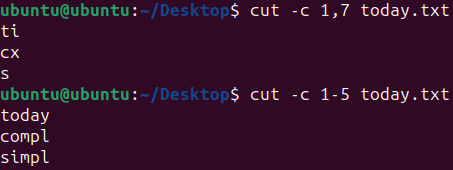 ubuntu@ubuntu:~/Desktop$ cut -c 1,7 today.txt
ti
cx
s
ubuntu@ubuntu:~/Desktop$ cut -c 1-5 today.txt
today
compl
simpl